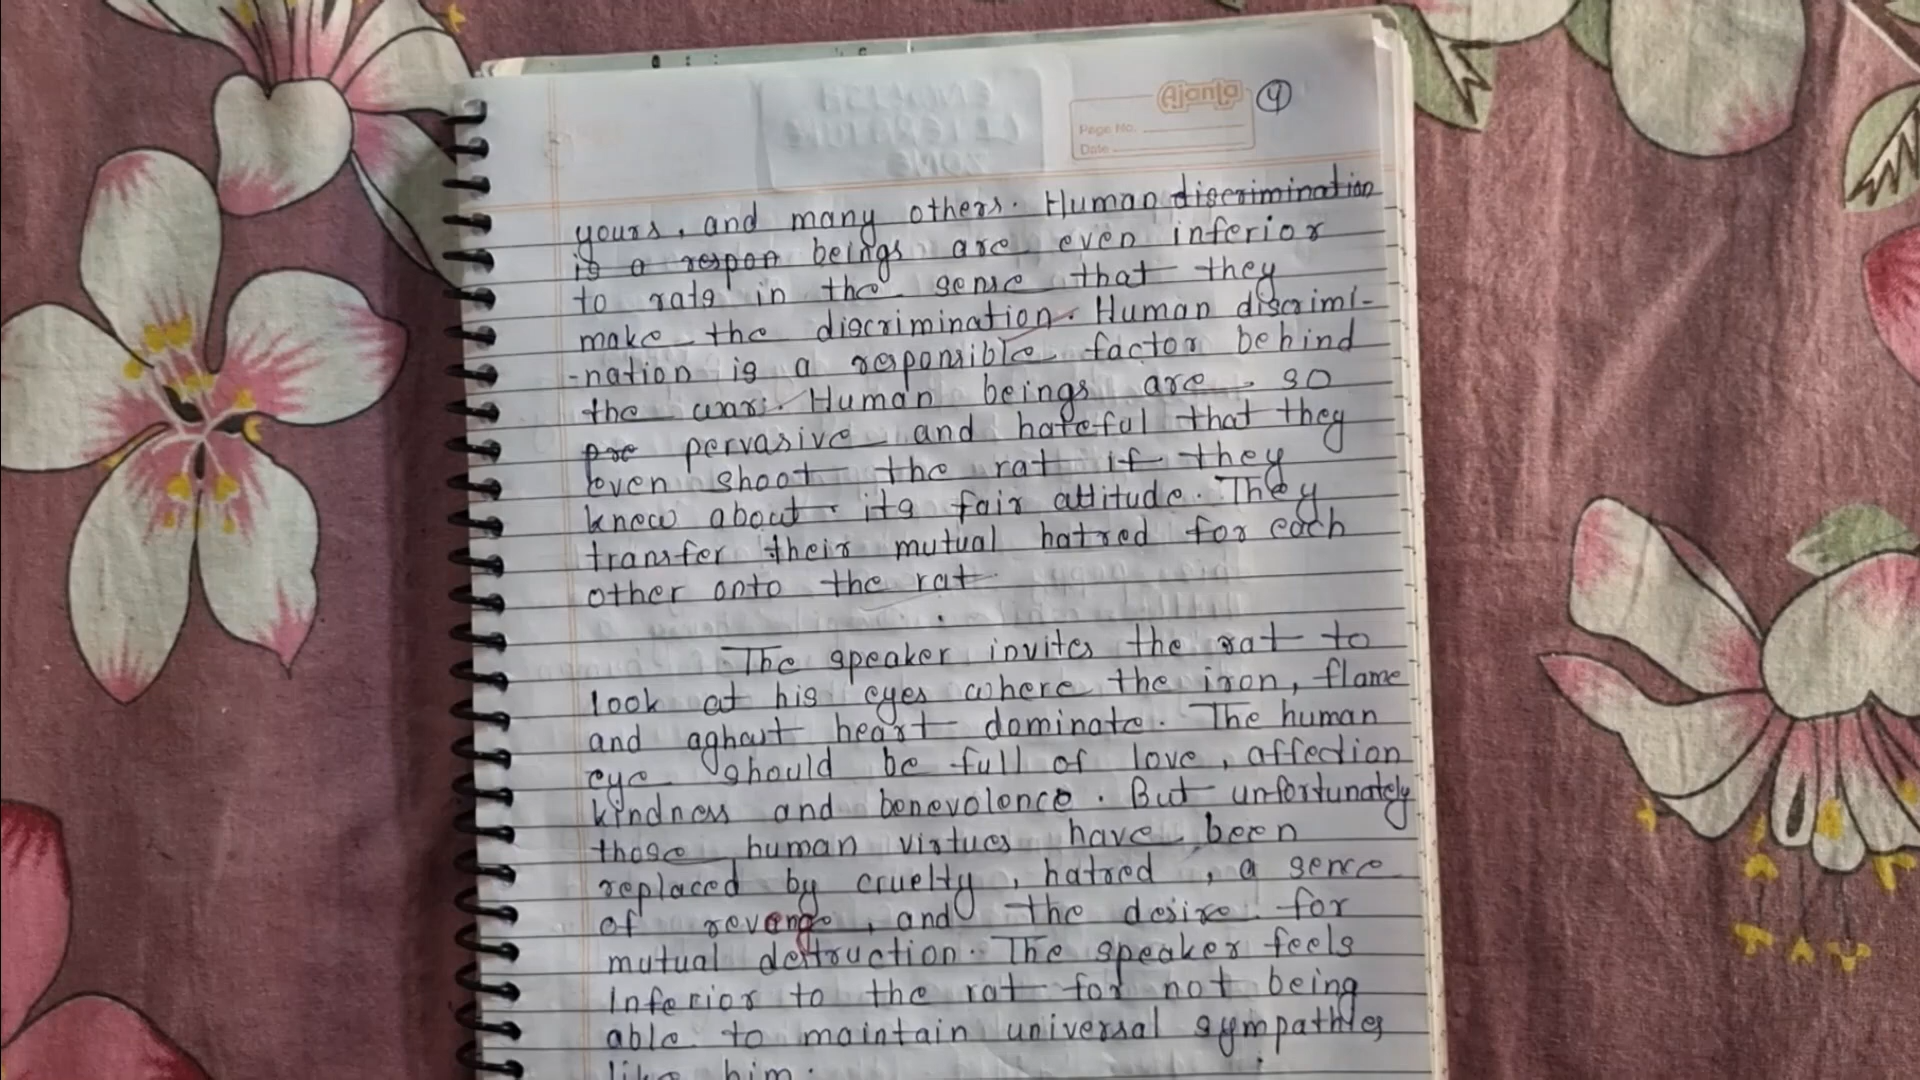 Ajanta
4
Page No.
Date
yours, and many others. Human discrimination
is a respon beings are even inferior
to rats in the sense that they
make the discrimination. Human discrimi-
-nation is a responsible factor behind
the war. Human beings are so
pre pervasive and hateful that they
even shoot the rat if they
knew about its fair attitude. They
transfer their mutual hatred for each
other onto the rat.
The speaker invites the rat to
look at his eyes where the iron, flame
and aghast heart dominate. The human
eye should be full of love, affection
kindness and benevolence. But unfortunately
those human virtues have been
replaced by cruelty, hatred, a sence
of revenge, and the desire for
mutual destruction. The speaker feels
Inferior to the rat for not being
able to maintain universal sympathies
like him.